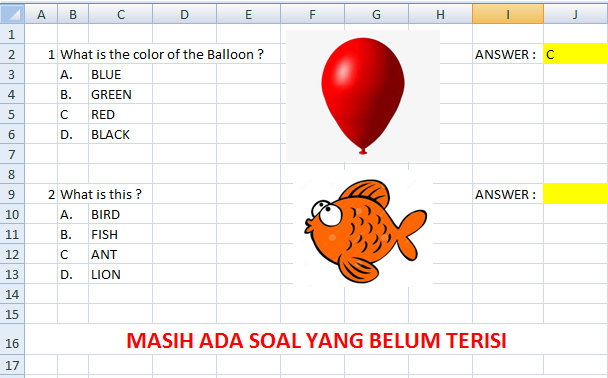 A B C D E F G H I J
1
2 1 What is the color of the Balloon ? ANSWER : C
3 A. BLUE
4 B. GREEN
5 C RED
6 D. BLACK
7
8
9 2 What is this ? ANSWER :
10 A. BIRD
11 B. FISH
12 C ANT
13 D. LION
14
15
16 MASIH ADA SOAL YANG BELUM TERISI
17